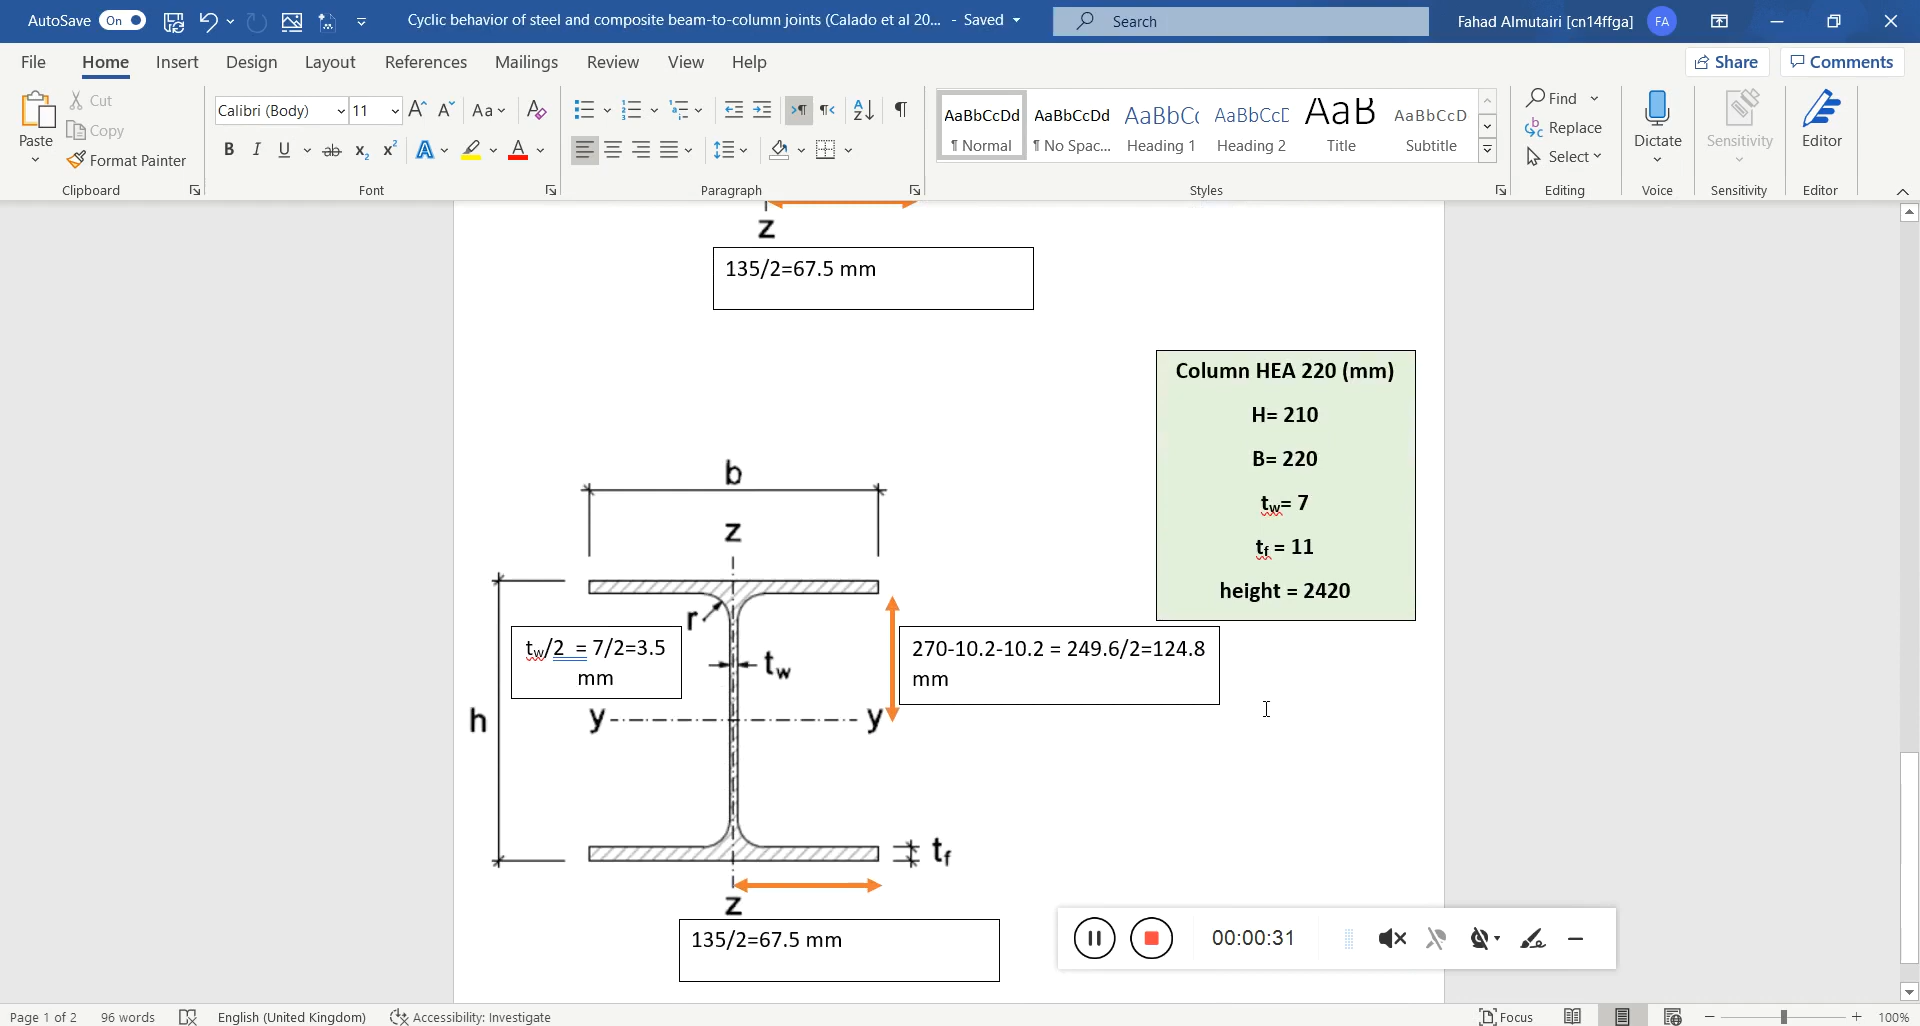 AutoSave On
Cyclic behavior of steel and composite beam-to-column joints (Calado et al 20... - Saved
Search
Fahad Almutairi [cn14ffga]
FA
File Home Insert Design Layout References Mailings Review View Help
Share
Comments
Paste
Cut
Copy
Format Painter
Clipboard
Calibri (Body) 11
Aa
B I U ab x2 x2 A A
Font
Paragraph
AaBbCcDd
¶ Normal
AaBbCcDd
¶ No Spac...
AaBbCc
Heading 1
AaBbCcD
Heading 2
AaB
Title
AaBbCcD
Subtitle
Styles
Find
Replace
Select
Editing
Dictate
Voice
Sensitivity
Sensitivity
Editor
Editor
z
135/2=67.5 mm
Column HEA 220 (mm)
H= 210
B= 220
tw= 7
tf = 11
height = 2420
b
z
r
tw/2 = 7/2=3.5
mm
tw
270-10.2-10.2 = 249.6/2=124.8
mm
h
y
y
tf
z
135/2=67.5 mm
00:00:31
Page 1 of 2 96 words English (United Kingdom) Accessibility: Investigate
Focus
100%